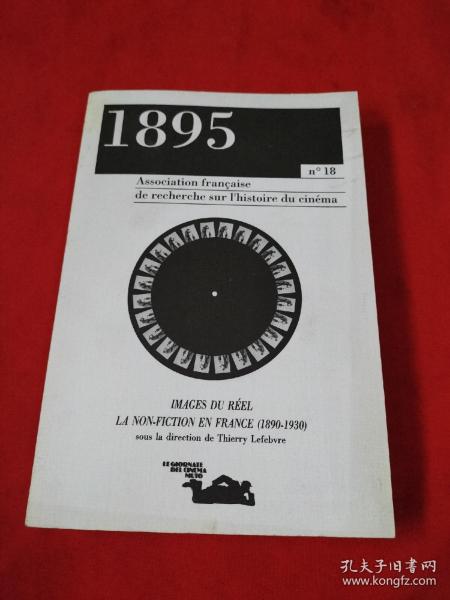 1895
n° 18
Association française
de recherche sur l'histoire du cinéma
IMAGES DU RÉEL
LA NON-FICTION EN FRANCE (1890-1930)
sous la direction de Thierry Lefebvre
LE GIORNATE
DEL CINEMA
MUTO
孔夫子旧书网
www.kongfz.com